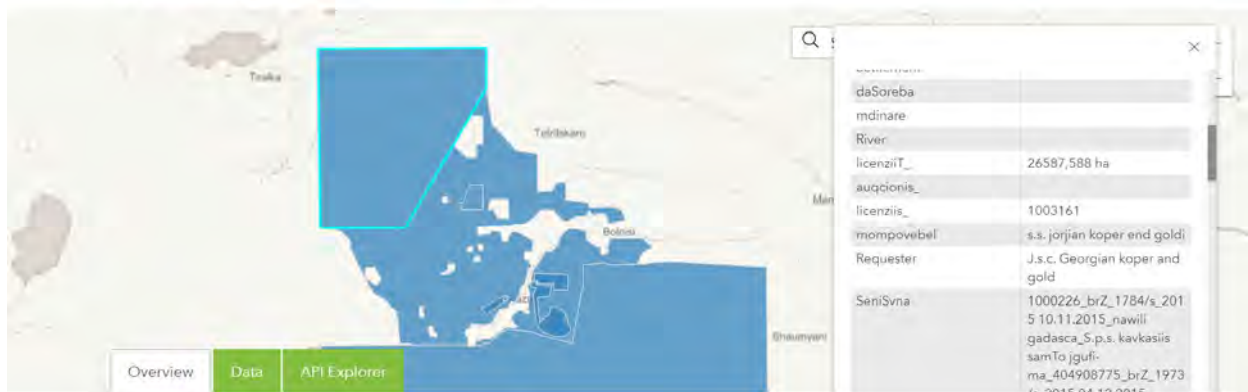 Tsalka
Tetritskaro
Bolnisi
Shaumyani
Overview
Data
API Explorer
daSoreba
mdinare
River
licenziiT_ 26587,588 ha
auqcionis_
licenziis_ 1003161
mompovebel s.s. jorjian koper end goldi
Requester J.s.c. Georgian koper and
gold
SeniSvna 1000226_brZ_1784/s_201
5 10.11.2015_nawili
gadasca_S.p.s. kavkasiis
samTo jgufi-
ma_404908775_brZ_1973